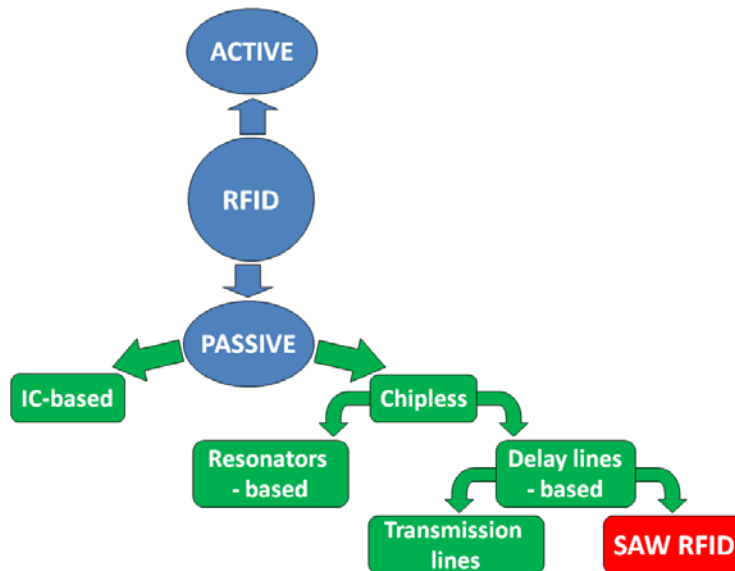 ACTIVE
RFID
PASSIVE
IC-based
Chipless
Resonators
- based
Delay lines
- based
Transmission
lines
SAW RFID